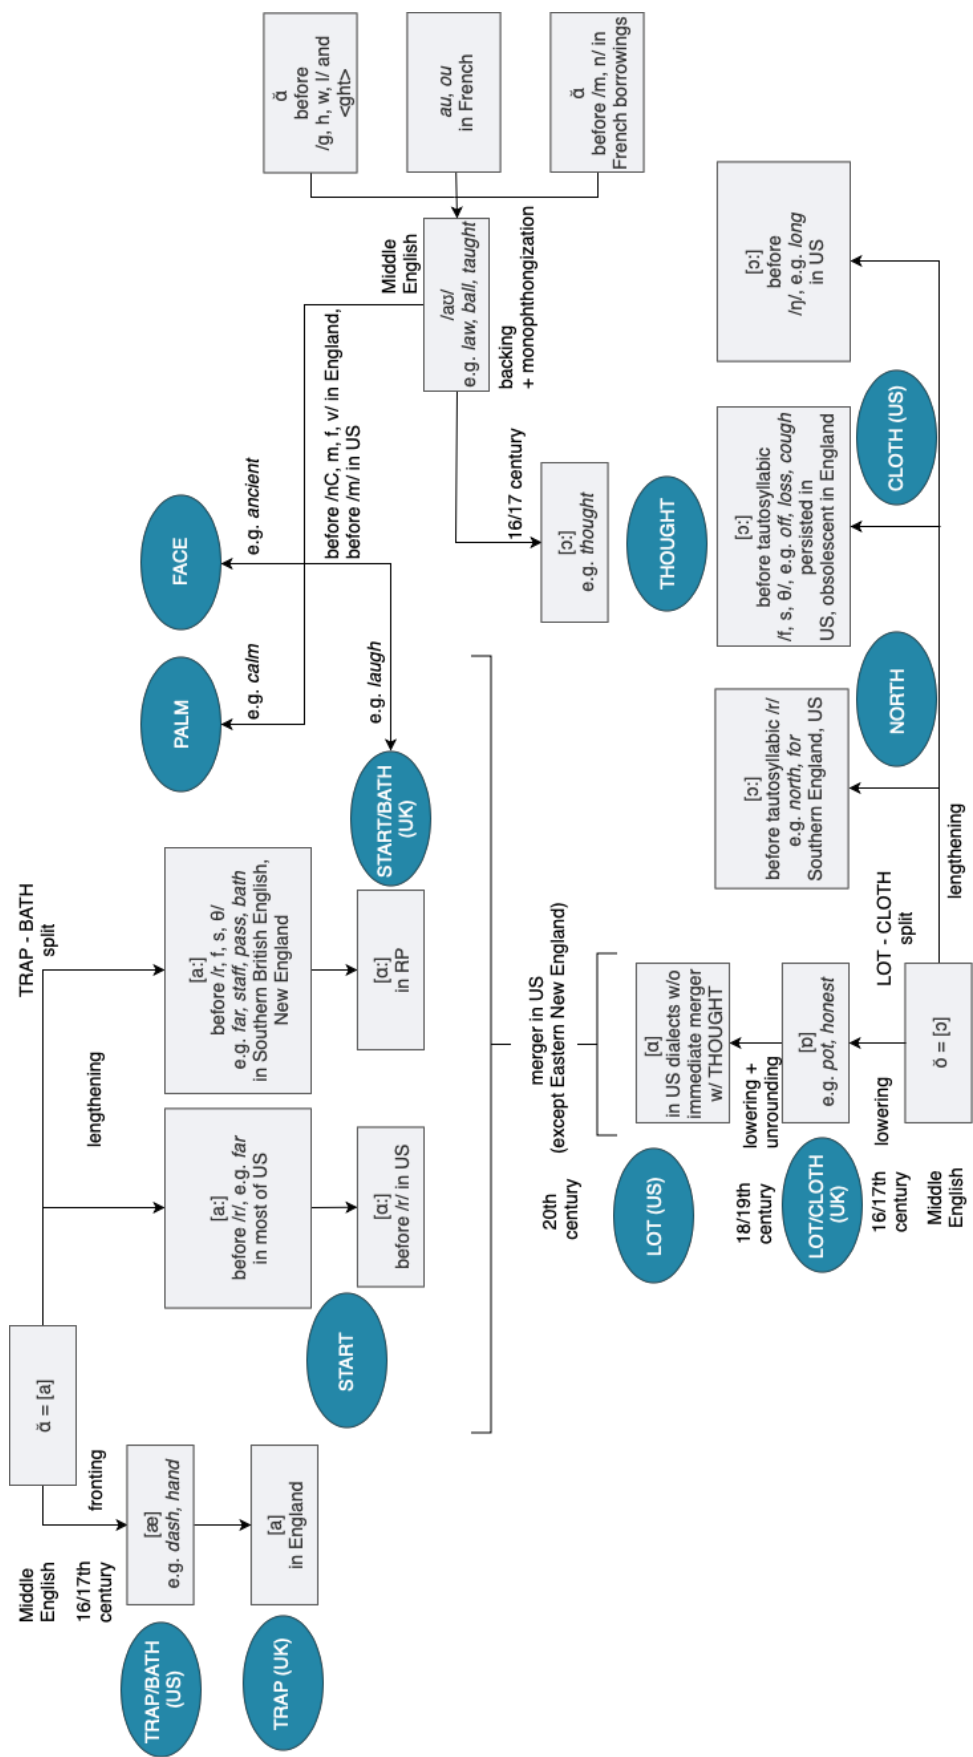 Middle
English
16/17th
century
TRAP/BATH
(US)
TRAP (UK)
ᾰ = [a]
fronting
[æ]
e.g. dash, hand
[a]
in England
TRAP - BATH
split
lengthening
[a:]
before /r/, e.g. far
in most of US
[ɑ:]
before /r/ in US
START
[a:]
before /r, f, s, θ/
e.g. far, staff, pass, bath
in Southern British English,
New England
[ɑ:]
in RP
START/BATH
(UK)
PALM
e.g. calm
FACE
e.g. ancient
e.g. laugh
before /nC, m, f, v/ in England,
before /m/ in US
Middle
English
/aʊ/
e.g. law, ball, taught
ᾰ
before
/g, h, w, l/ and
<ght>
au, ou
in French
ᾰ
before /m, n/ in
French borrowings
backing
+ monophthongization
16/17 century
[ɔ:]
e.g. thought
THOUGHT
20th
century
merger in US
(except Eastern New England)
LOT (US)
[ɑ]
in US dialects w/o
immediate merger
w/ THOUGHT
18/19th
century
lowering +
unrounding
LOT/CLOTH
(UK)
[ɒ]
e.g. pot, honest
16/17th
century
lowering
Middle
English
ŏ = [ɔ]
LOT - CLOTH
split
lengthening
[ɔ:]
before tautosyllabic /r/
e.g. north, for
Southern England, US
NORTH
[ɔ:]
before tautosyllabic
/f, s, θ/, e.g. off, loss, cough
persisted in
US, obsolescent in England
CLOTH (US)
[ɔ:]
before
/ŋ/, e.g. long
in US